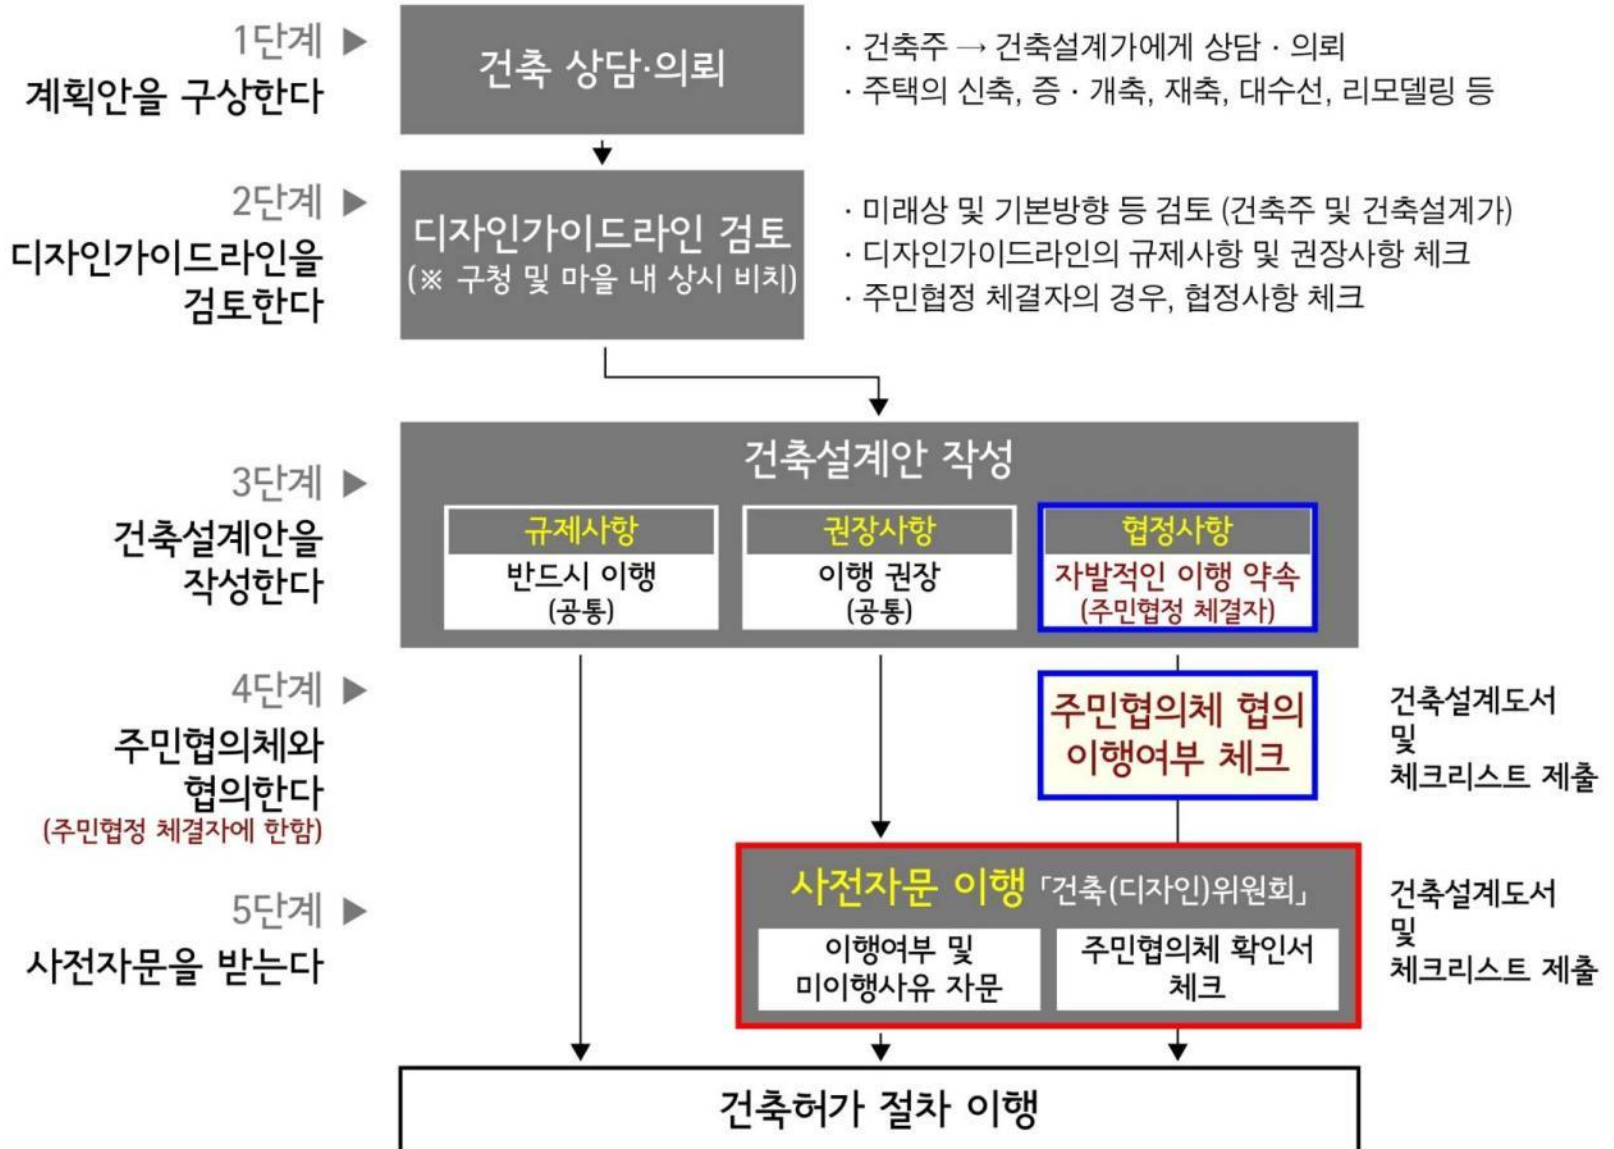 1단계 ▶
계획안을 구상한다
건축 상담·의뢰
· 건축주 → 건축설계가에게 상담 · 의뢰
· 주택의 신축, 증 · 개축, 재축, 대수선, 리모델링 등
2단계 ▶
디자인가이드라인을
검토한다
디자인가이드라인 검토
(※ 구청 및 마을 내 상시 비치)
· 미래상 및 기본방향 등 검토 (건축주 및 건축설계가)
· 디자인가이드라인의 규제사항 및 권장사항 체크
· 주민협정 체결자의 경우, 협정사항 체크
3단계 ▶
건축설계안을
작성한다
건축설계안 작성
규제사항
반드시 이행
(공통)
권장사항
이행 권장
(공통)
협정사항
자발적인 이행 약속
(주민협정 체결자)
4단계 ▶
주민협의체와
협의한다
(주민협정 체결자에 한함)
주민협의체 협의
이행여부 체크
건축설계도서
및
체크리스트 제출
5단계 ▶
사전자문을 받는다
사전자문 이행 「건축(디자인)위원회」
이행여부 및
미이행사유 자문
주민협의체 확인서
체크
건축설계도서
및
체크리스트 제출
건축허가 절차 이행